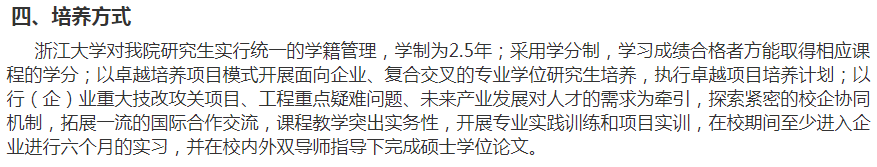 四、培养方式
浙江大学对我院研究生实行统一的学籍管理，学制为2.5年；采用学分制，学习成绩合格者方能取得相应课
程的学分；以卓越培养项目模式开展面向企业、复合交叉的专业学位研究生培养，执行卓越项目培养计划；以
行（企）业重大技改攻关项目、工程重点疑难问题、未来产业发展对人才的需求为牵引，探索紧密的校企协同
机制，拓展一流的国际合作交流，课程教学突出实务性，开展专业实践训练和项目实训，在校期间至少进入企
业进行六个月的实习，并在校内外双导师指导下完成硕士学位论文。